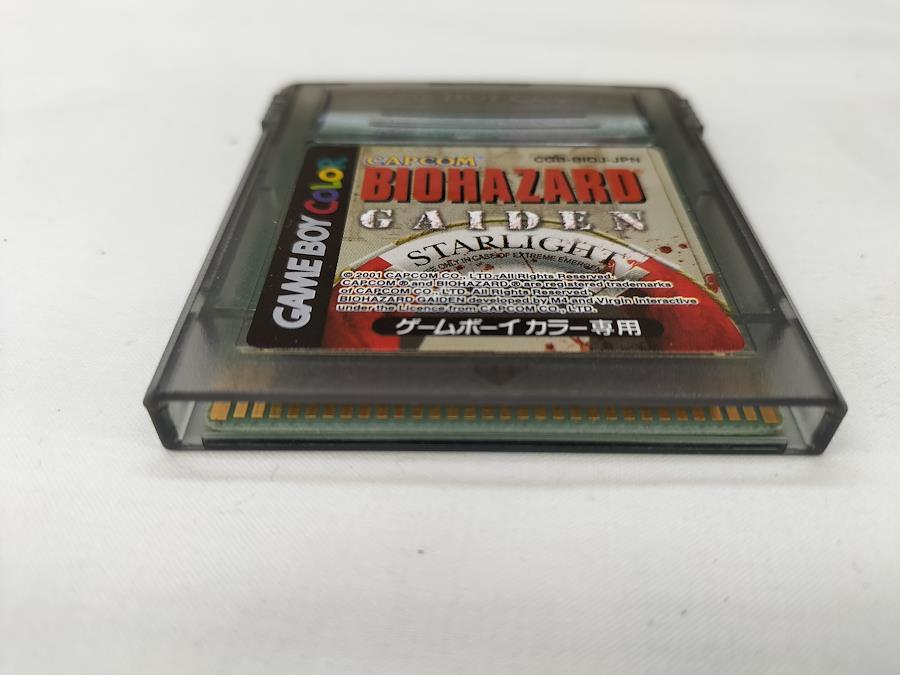 GAME BOY COLOR
CAPCOM
CGB-BIOJ-JPN
BIOHAZARD
GAIDEN
STARLIGHT
ONLY IN CASE OF EXTREME
© 2001 CAPCOM CO., LTD. All Rights Reserved.
CAPCOM ® and BIOHAZARD ® are registered trademarks
of CAPCOM CO., LTD. All Rights Reserved.
BIOHAZARD GAIDEN developed by M4 and Virgin Interactive
under the Licence from CAPCOM CO., LTD.
ゲームボーイ カラー専用